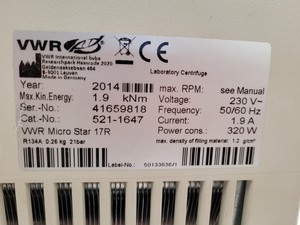 VWR CE
VWR International bvba
Researchpark Haasrode 2020
Geldenaaksebaan 464
B-3001 Leuven
Germany
Laboratory Centrifuge
Year: 2014 max. RPM: see Manual
Max.Kin.Energy: 1.9 kNm Voltage: 230 V~
Ser.-No.: 41659818 Frequency: 50/60 Hz
Cat.-No.: 521-1647 Current: 1.9 A
VWR Micro Star 17R Power cons.: 320 W
R134A 0.26 kg 21bar max. density of filling material: 1.2 g/cm³
Label-No.: 50133636/1